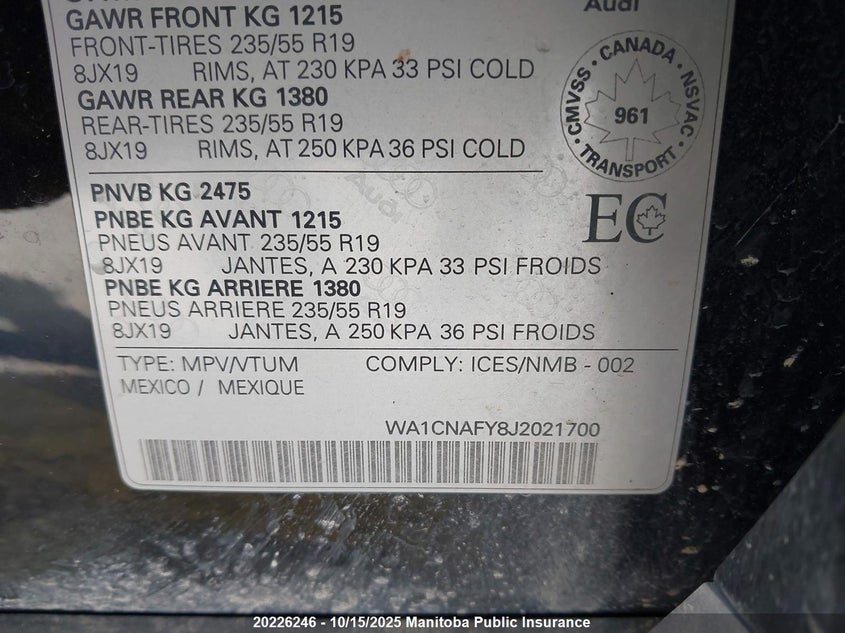 Audi
GAWR FRONT KG 1215
FRONT-TIRES 235/55 R19
8JX19 RIMS, AT 230 KPA 33 PSI COLD
GAWR REAR KG 1380
REAR-TIRES 235/55 R19
8JX19 RIMS, AT 250 KPA 36 PSI COLD
CMVSS • CANADA • NSVAC • TRANSPORT •
961
EC
PNVB KG 2475
PNBE KG AVANT 1215
PNEUS AVANT 235/55 R19
8JX19 JANTES, A 230 KPA 33 PSI FROIDS
PNBE KG ARRIERE 1380
PNEUS ARRIERE 235/55 R19
8JX19 JANTES, A 250 KPA 36 PSI FROIDS
TYPE: MPV/VTUM COMPLY: ICES/NMB - 002
MEXICO / MEXIQUE
WA1CNAFY8J2021700
Audi
20226246 - 10/15/2025 Manitoba Public Insurance